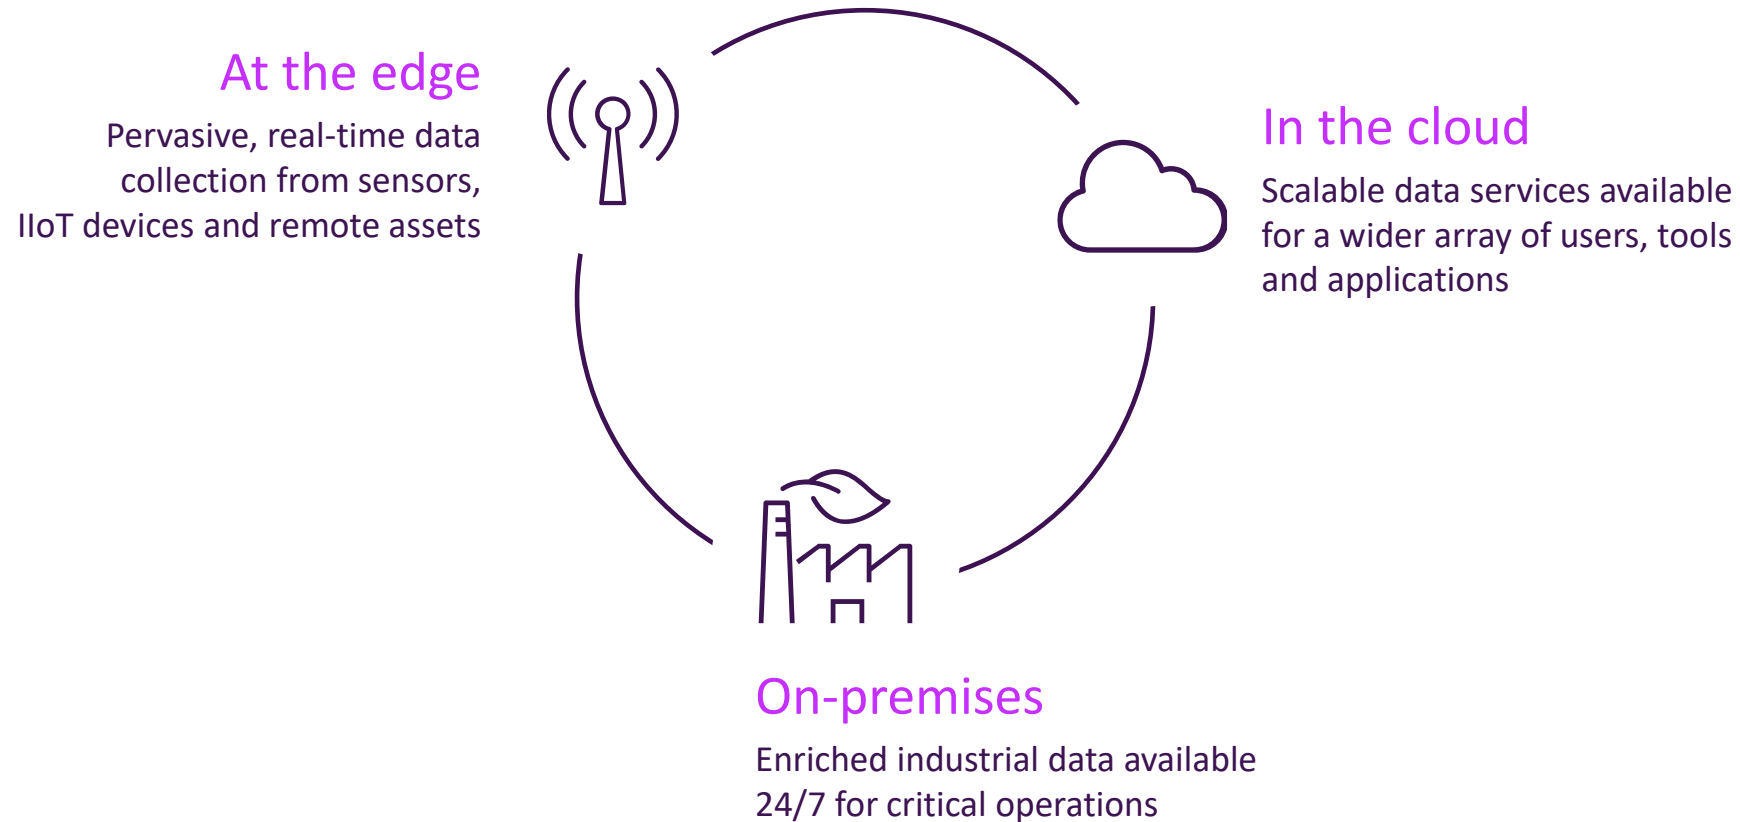 At the edge
Pervasive, real-time data
collection from sensors,
IIoT devices and remote assets
In the cloud
Scalable data services available
for a wider array of users, tools
and applications
On-premises
Enriched industrial data available
24/7 for critical operations